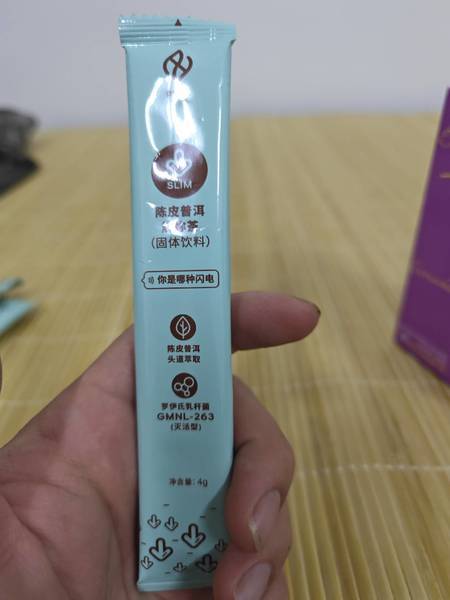 SLIM
陈皮普洱
(固体饮料)
你是哪种闪电
陈皮普洱
头道萃取
罗伊氏乳杆菌
GMNL-263
(灭活型)
净含量: 4g